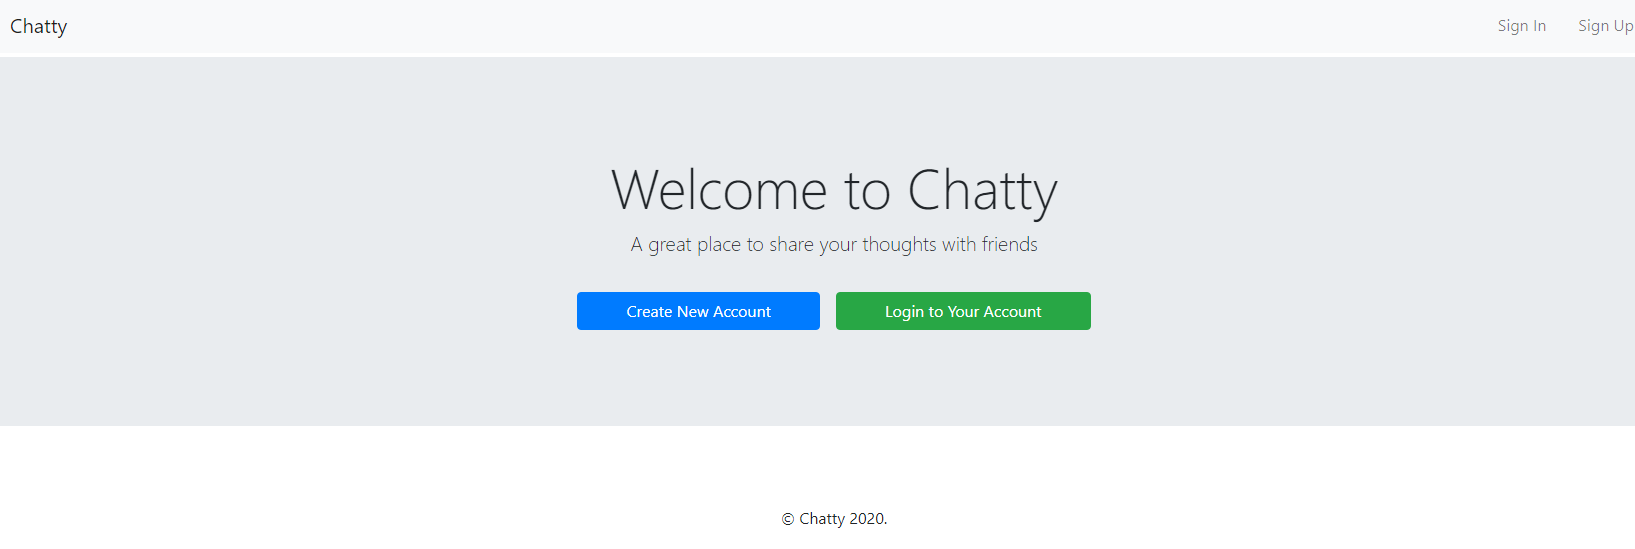 Chatty
Sign In
Sign Up
Welcome to Chatty
A great place to share your thoughts with friends
Create New Account
Login to Your Account
© Chatty 2020.